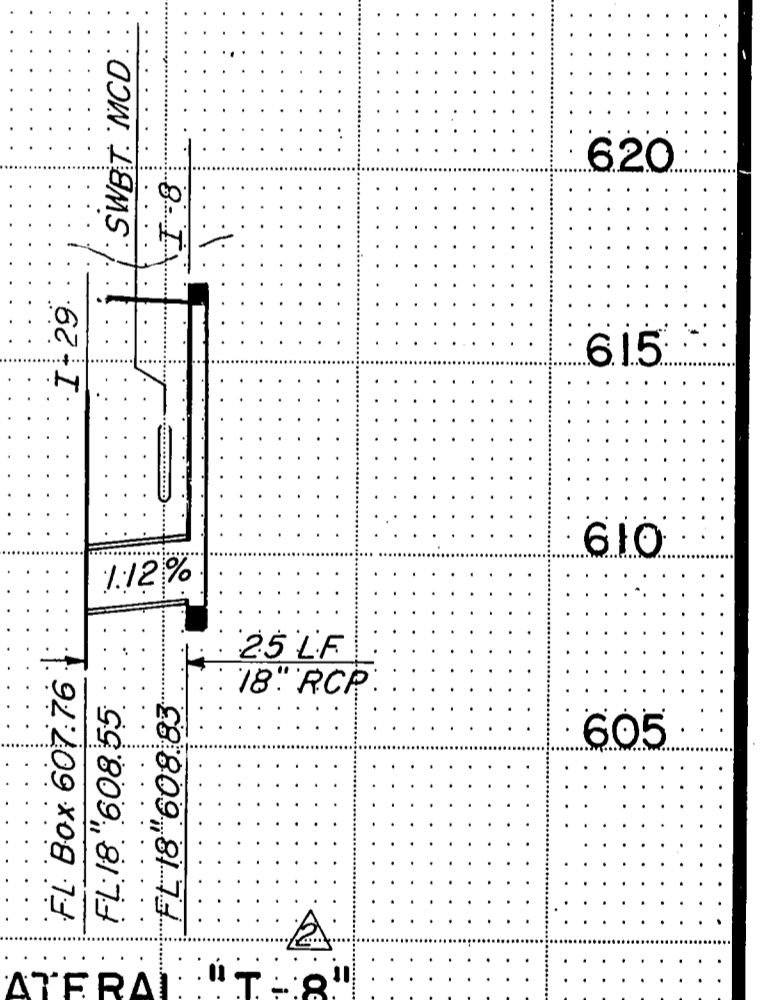 SWBT MCD
I-8
I-29
620
615
610
605
1.12%
25 LF
18" RCP
FL Box 607.76
FL 18" 608.55
FL 18" 608.83
2
ATERAL "T-8"